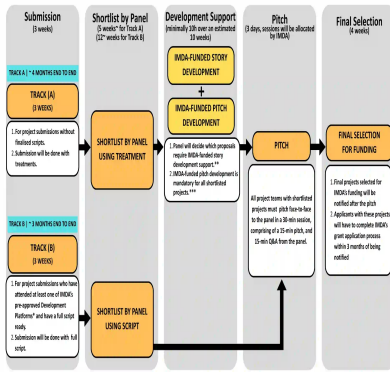 Submission
(3 weeks)
Shortlist by Panel
(5 weeks* for Track A)
(12* weeks for Track B)
Development Support
(minimally 10h over an estimated
10 weeks)
Pitch
(3 days, sessions will be allocated
by IMDA)
Final Selection
(4 weeks)
TRACK A | ~ 4 MONTHS END TO END
TRACK (A)
(3 WEEKS)
1. For project submissions without
finalised scripts.
2. Submission will be done with
treatments.
SHORTLIST BY PANEL
USING TREATMENT
IMDA-FUNDED STORY
DEVELOPMENT
+
IMDA-FUNDED PITCH
DEVELOPMENT
1. Panel will decide which proposals
require IMDA-funded story
development support.**
2. IMDA-funded pitch development is
mandatory for all shortlisted
projects.***
PITCH
All project teams with shortlisted
projects must pitch face-to-face
to the panel in a 30-min session,
comprising of a 15-min pitch, and
15-min Q&A from the panel.
FINAL SELECTION
FOR FUNDING
1. Final projects selected for
IMDA's funding will be
notified after the pitch
2. Applicants with these projects
will have to complete IMDA's
grant application process
within 3 months of being
notified
TRACK B | ~ 3 MONTHS END TO END
TRACK (B)
(3 WEEKS)
1. For project submissions who have
attended at least one of IMDA's
pre-approved Development
Platforms* and have a full script
ready.
2. Submission will be done with full
script.
SHORTLIST BY PANEL
USING SCRIPT